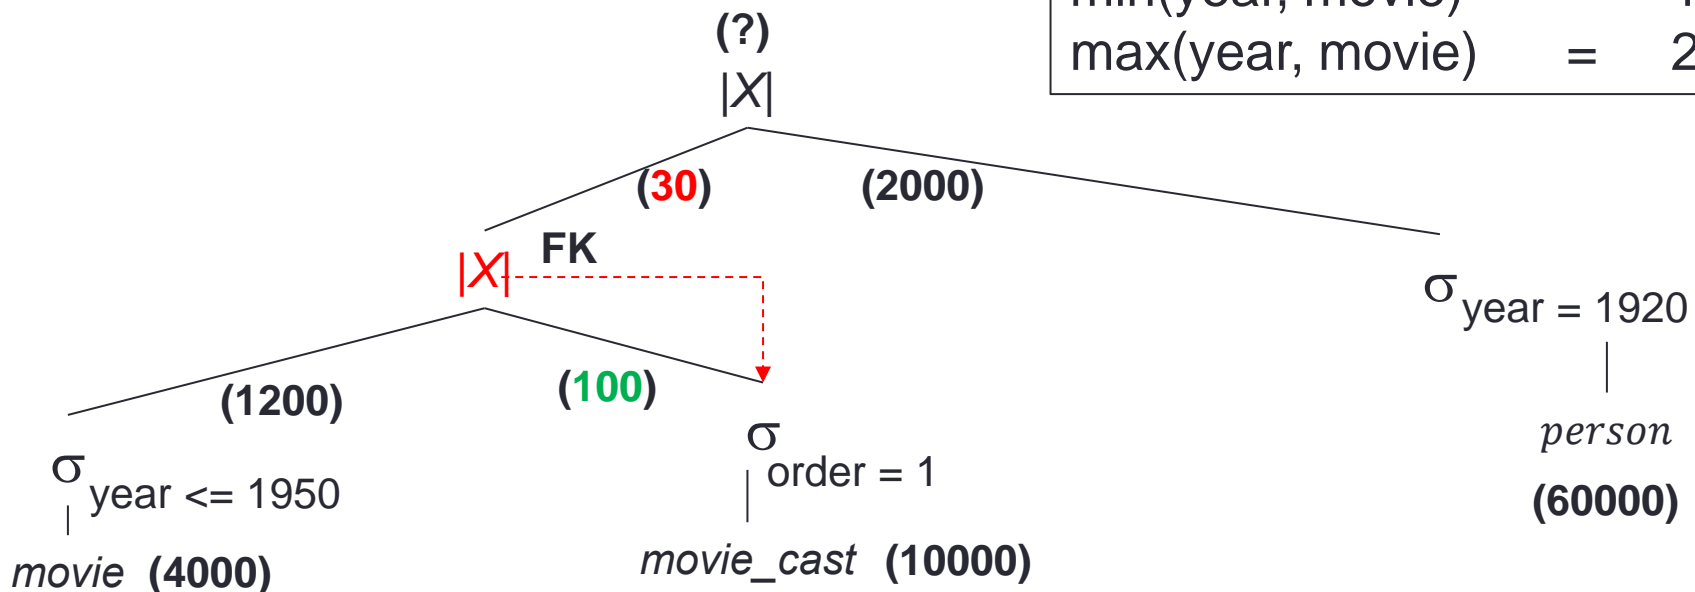 (?)
|X|
max(year, movie) = 2
(30)
(2000)
|X|
FK
(1200)
(100)
σ year <= 1950
σ order = 1
σ year = 1920
movie (4000)
movie_cast (10000)
person
(60000)